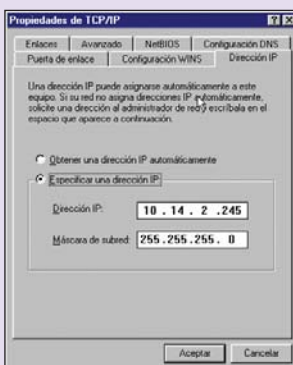 Propiedades de TCP/IP
Enlaces Avanzado NetBIOS Configuración DNS
Puerta de enlace Configuración WINS Dirección IP
Una dirección IP puede asignarse automáticamente a este
equipo. Si su red no asigna direcciones IP automáticamente,
solicite una dirección al administrador de red y escríbala en el
espacio que aparece a continuación.
Obtener una dirección IP automáticamente
Especificar una dirección IP
Dirección IP: 10 . 14 . 2 .245
Máscara de subred: 255.255.255. 0
Aceptar Cancelar